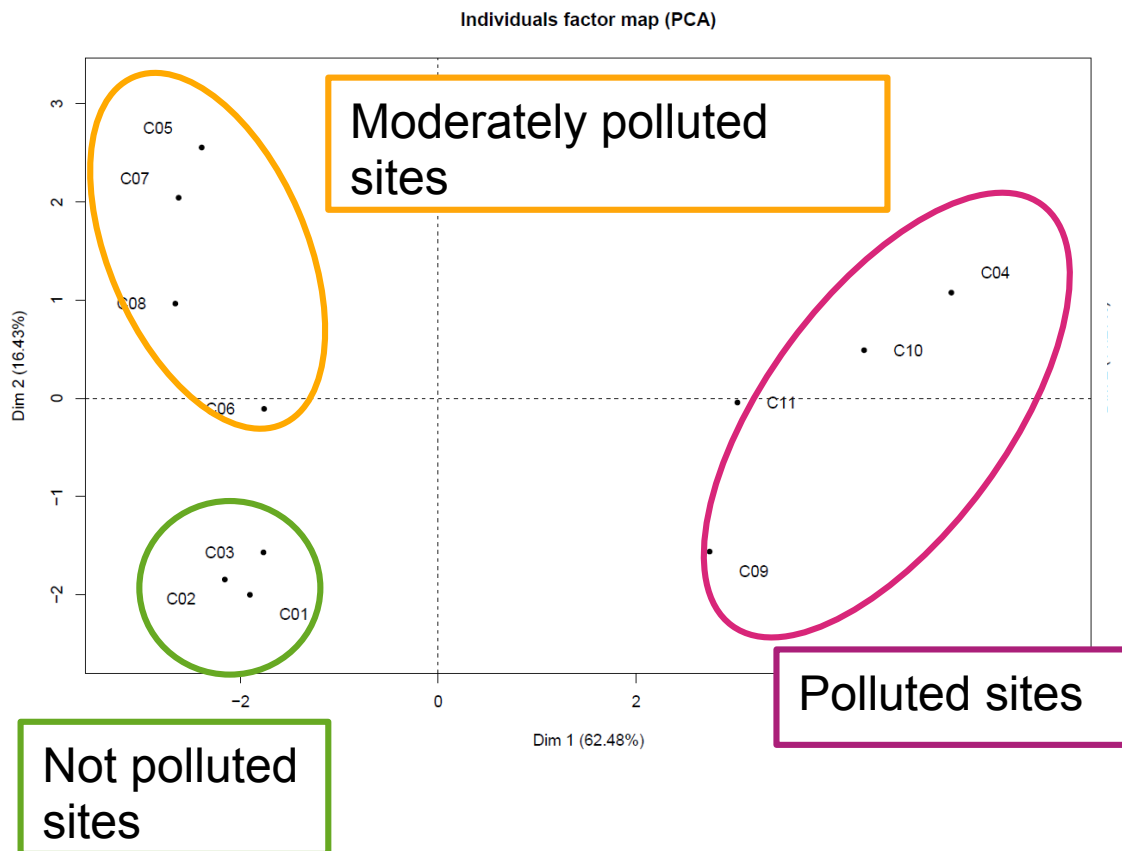 Individuals factor map (PCA)
Moderately polluted
sites
C05
C07
C08
C06
C04
C10
C11
C09
C03
C02
C01
3
2
1
0
−1
−2
Dim 2 (16.43%)
−2
0
2
Dim 1 (62.48%)
Polluted sites
Not polluted
sites